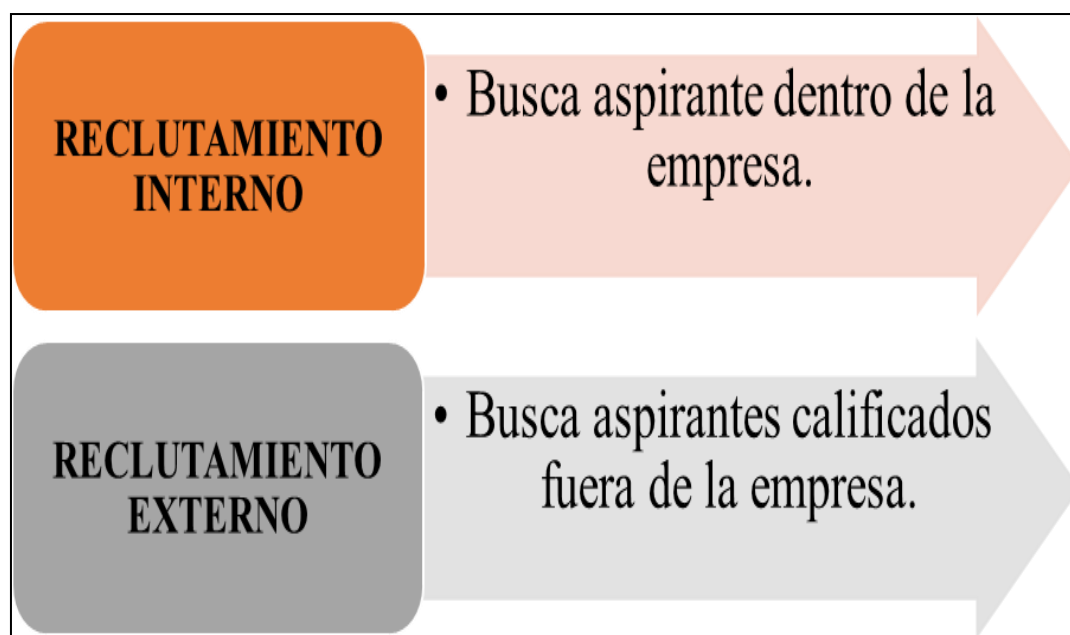 RECLUTAMIENTO
INTERNO
• Busca aspirante dentro de la
empresa.
RECLUTAMIENTO
EXTERNO
• Busca aspirantes calificados
fuera de la empresa.